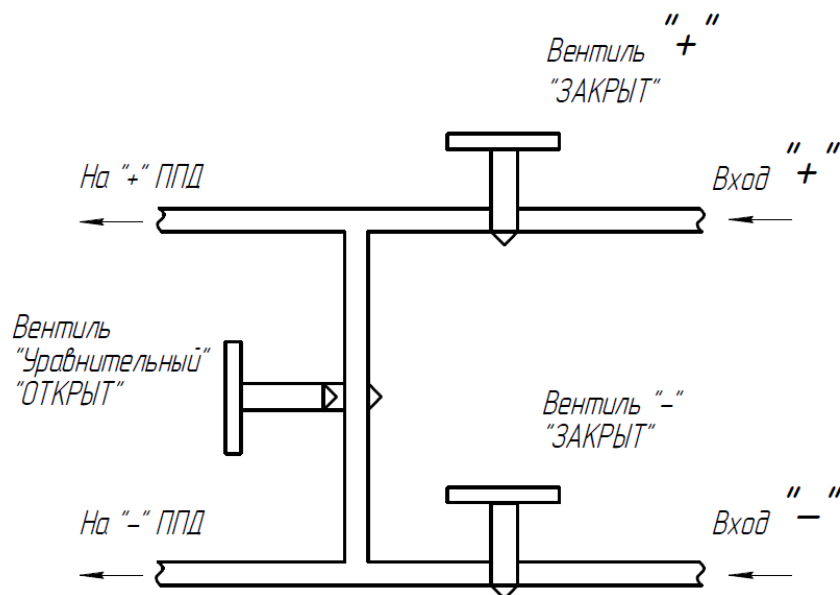 Вентиль "+"
"ЗАКРЫТ"
На "+" ППД
Вход "+"
Вентиль
"Уравнительный"
"ОТКРЫТ"
Вентиль "–"
"ЗАКРЫТ"
На "–" ППД
Вход "–"